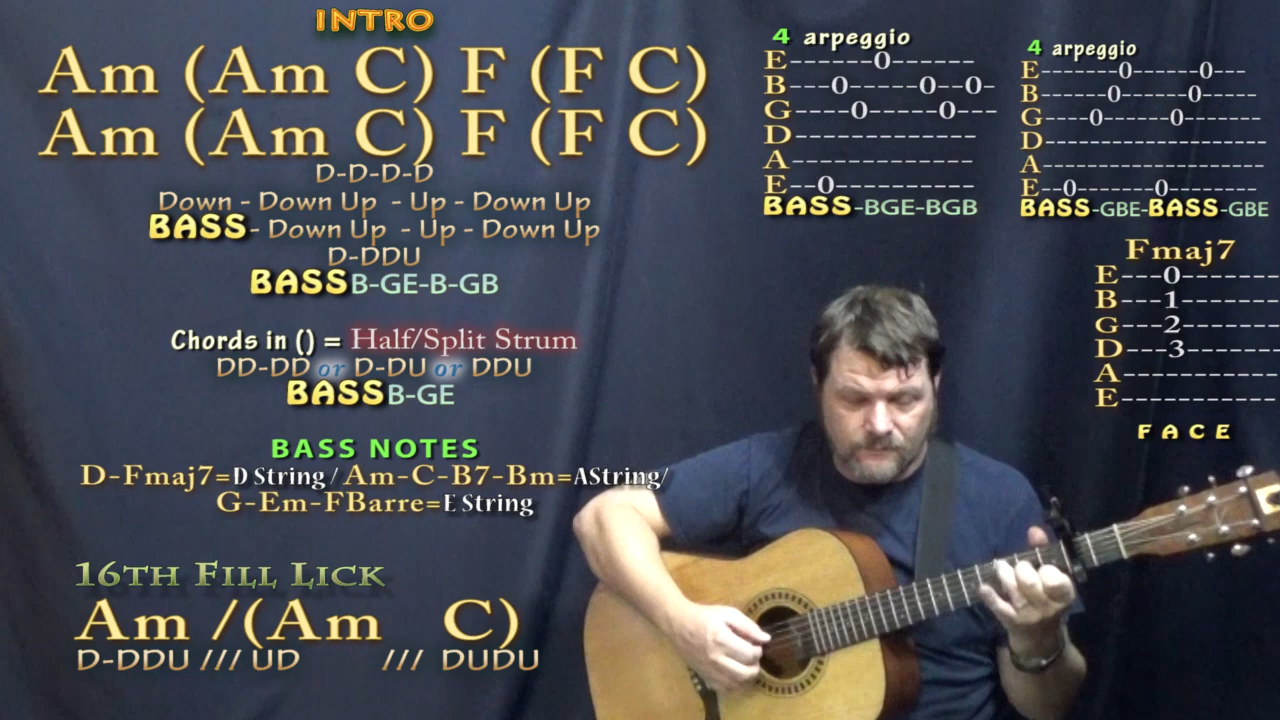 INTRO
Am (Am C) F (F C)
Am (Am C) F (F C)
D-D-D-D
Down - Down Up - Up - Down Up
BASS- Down Up - Up - Down Up
D-DDU
BASSB-GE-B-GB
Chords in () = Half/Split Strum
DD-DD or D-DU or DDU
BASSB-GE
BASS NOTES
D-Fmaj7=D String / Am-C-B7-Bm=AString/
G-Em-FBarre=E String
16TH FILL LICK
Am /(Am C)
D-DDU /// UD /// DUDU
4 arpeggio
E-------0-------
B---0------0--0-
G-----0------0---
D---------------
A---------------
E--0------------
BASS-BGE-BGB
4 arpeggio
E-------0------0---
B------0------0----
G----0------0------
D------------------
A------------------
E--0------0--------
BASS-GBE-BASS-GBE
Fmaj7
E---0-------
B---1-------
G---2-------
D---3-------
A-----------
E-----------
F A C E